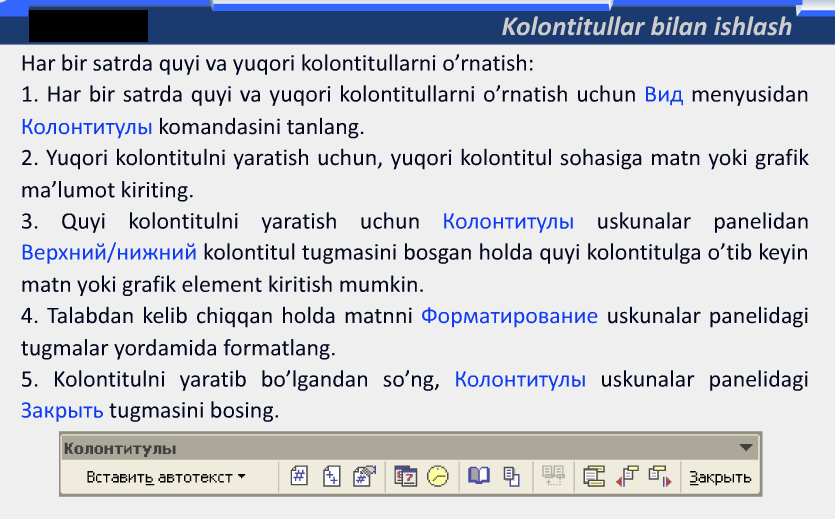 Kolontitullar bilan ishlash
Har bir satrda quyi va yuqori kolontitullarni o’rnatish:
1. Har bir satrda quyi va yuqori kolontitullarni o’rnatish uchun Вид menyusidan
Колонтитулы komandasini tanlang.
2. Yuqori kolontitulni yaratish uchun, yuqori kolontitul sohasiga matn yoki grafik
ma’lumot kiriting.
3. Quyi kolontitulni yaratish uchun Колонтитулы uskunalar panelidan
Верхний/нижний kolontitul tugmasini bosgan holda quyi kolontitulga o’tib keyin
matn yoki grafik element kiritish mumkin.
4. Talabdan kelib chiqqan holda matnni Форматирование uskunalar panelidagi
tugmalar yordamida formatlang.
5. Kolontitulni yaratib bo’lgandan so’ng, Колонтитулы uskunalar panelidagi
Закрыть tugmasini bosing.
Колонтитулы
Вставить автотекст Закрыть